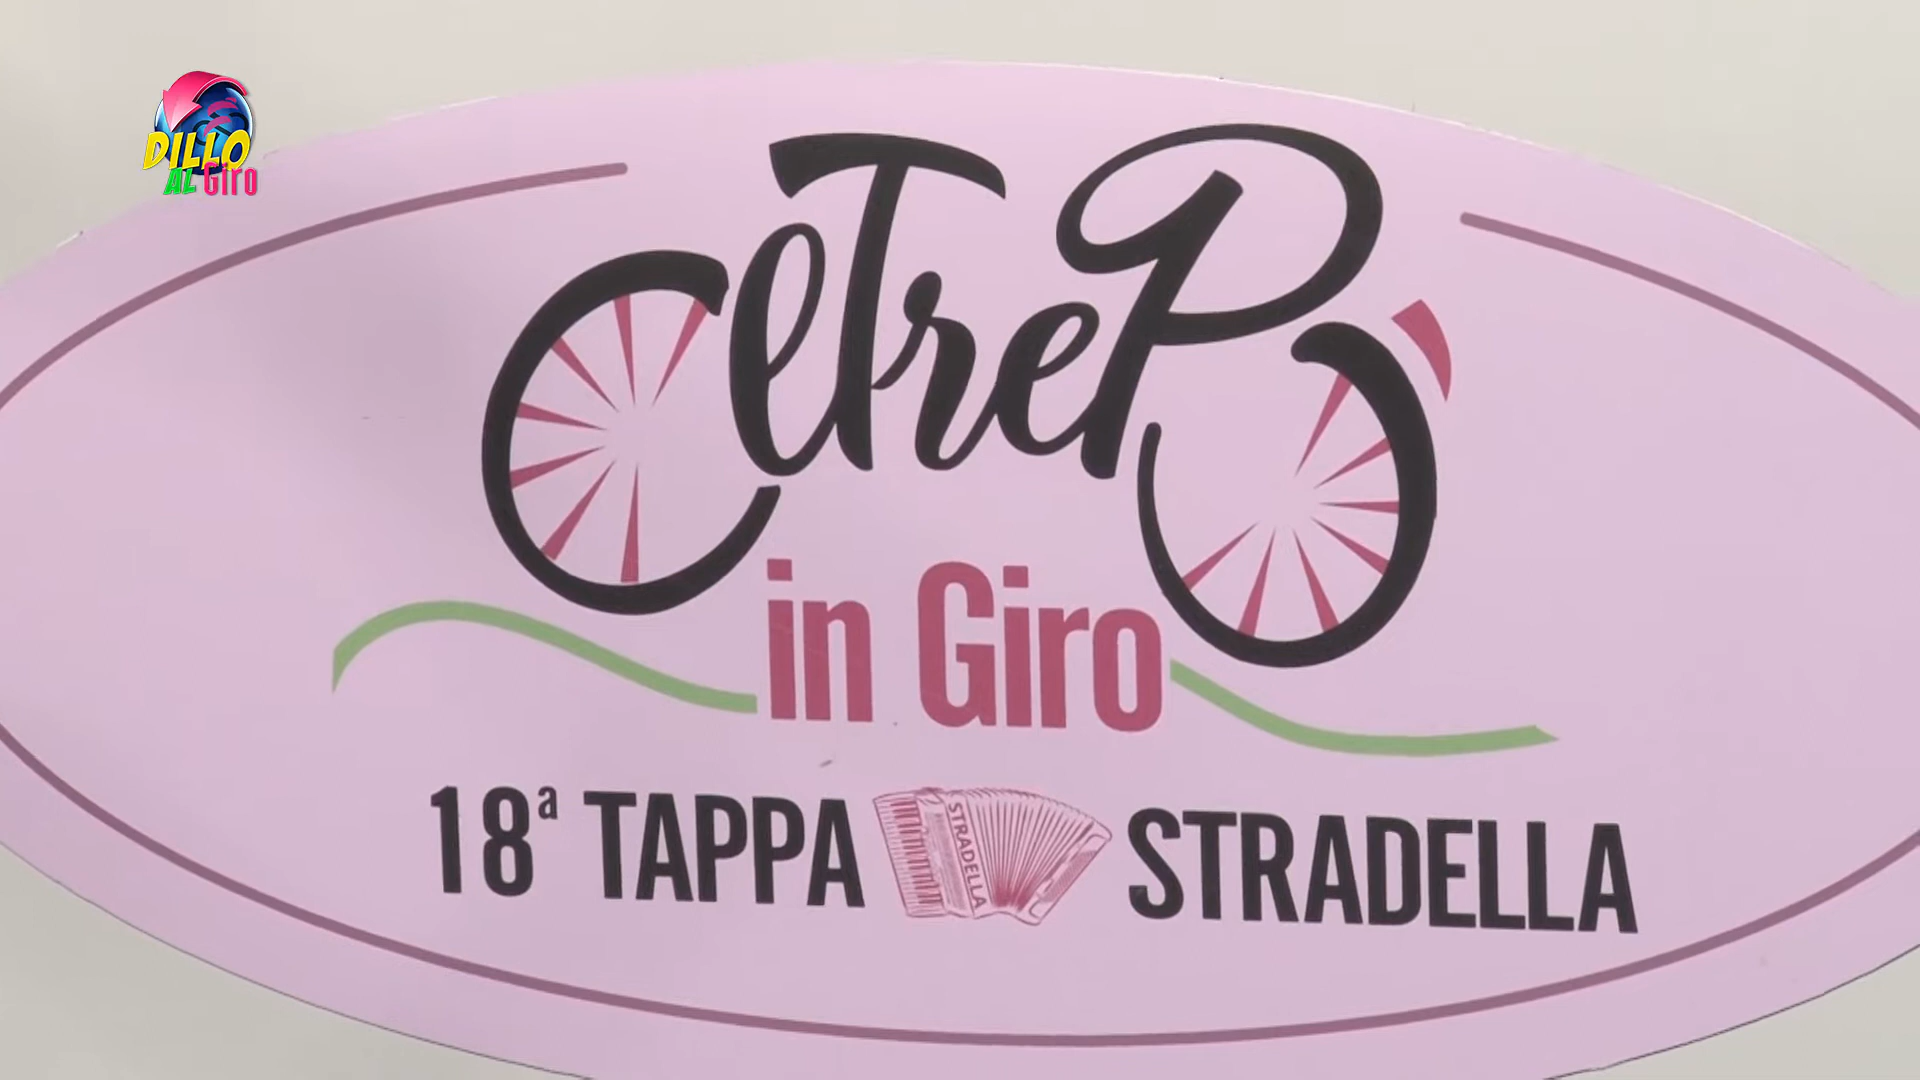 DILLO
AL Giro
OlTrePò
in Giro
18ª TAPPA STRADELLA
STRADELLA